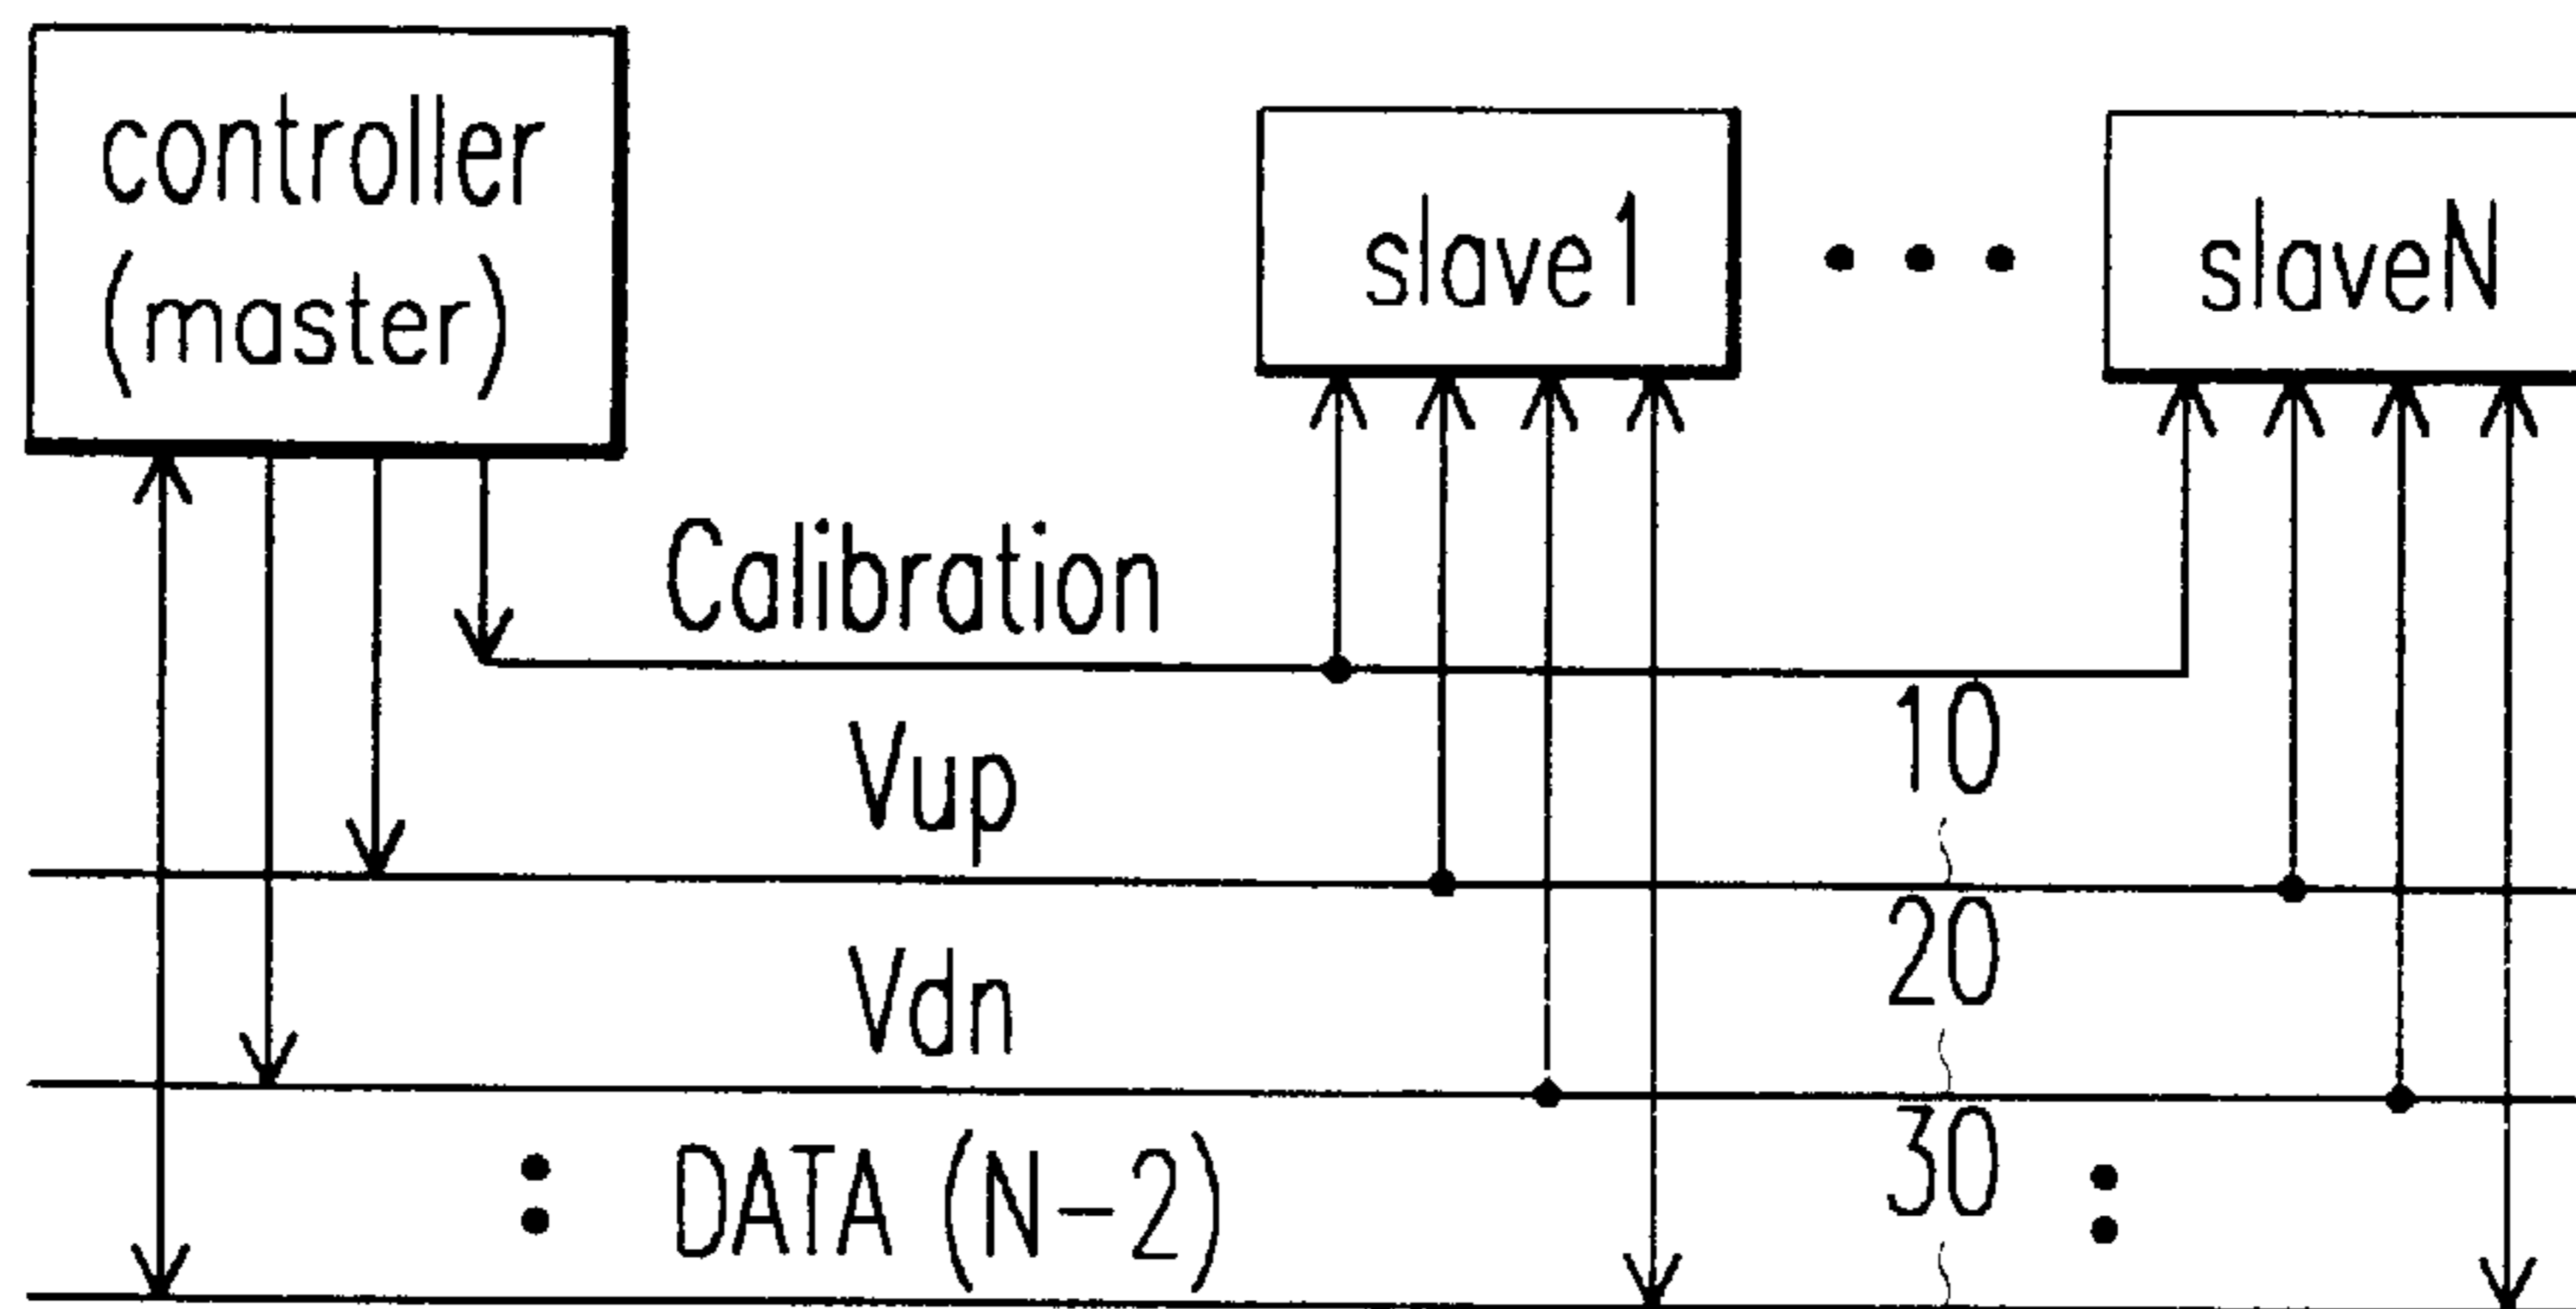 controller
(master)
slave1
slaveN
Calibration
Vup
10
Vdn
20
DATA (N-2)
30